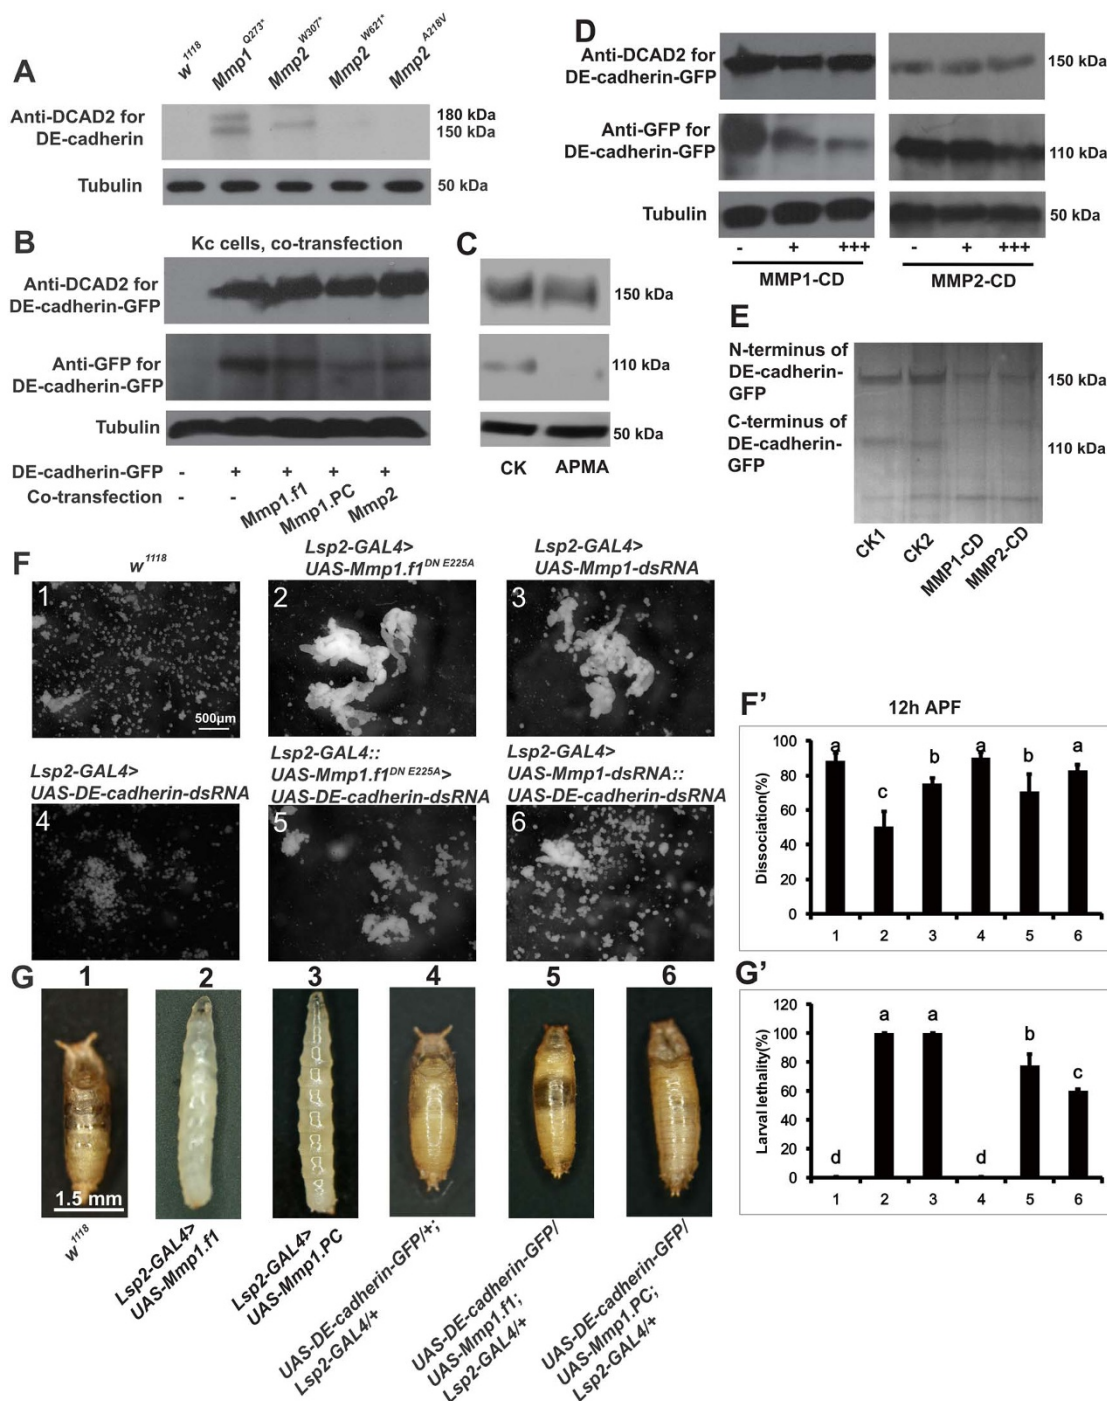 A
w1118
Mmp1Q273*
Mmp2W307*
Mmp2W621*
Mmp2A218V
Anti-DCAD2 for
DE-cadherin
180 kDa
150 kDa
Tubulin
50 kDa
B
Kc cells, co-transfection
Anti-DCAD2 for
DE-cadherin-GFP
Anti-GFP for
DE-cadherin-GFP
Tubulin
DE-cadherin-GFP - + + + +
Co-transfection - - Mmp1.f1 Mmp1.PC Mmp2
C
150 kDa
110 kDa
50 kDa
CK APMA
D
Anti-DCAD2 for
DE-cadherin-GFP
150 kDa
Anti-GFP for
DE-cadherin-GFP
110 kDa
Tubulin
50 kDa
- + +++ - + +++
MMP1-CD MMP2-CD
E
N-terminus of
DE-cadherin-
GFP
150 kDa
C-terminus of
DE-cadherin-
GFP
110 kDa
CK1 CK2 MMP1-CD MMP2-CD
F
w1118
1
500µm
Lsp2-GAL4>
UAS-Mmp1.f1DN E225A
2
Lsp2-GAL4>
UAS-Mmp1-dsRNA
3
Lsp2-GAL4>
UAS-DE-cadherin-dsRNA
4
Lsp2-GAL4::
UAS-Mmp1.f1DN E225A>
UAS-DE-cadherin-dsRNA
5
Lsp2-GAL4>
UAS-Mmp1-dsRNA::
UAS-DE-cadherin-dsRNA
6
F'
12h APF
Dissociation(%)
100
80
60
40
20
0
a c b a b a
1 2 3 4 5 6
G
1 2 3 4 5 6
1.5 mm
w1118
Lsp2-GAL4>
UAS-Mmp1.f1
Lsp2-GAL4>
UAS-Mmp1.PC
UAS-DE-cadherin-GFP/+;
Lsp2-GAL4/+
UAS-DE-cadherin-GFP/
UAS-Mmp1.f1;
Lsp2-GAL4/+
UAS-DE-cadherin-GFP/
UAS-Mmp1.PC;
Lsp2-GAL4/+
G'
Larval lethality(%)
120
100
80
60
40
20
0
d a a d b c
1 2 3 4 5 6